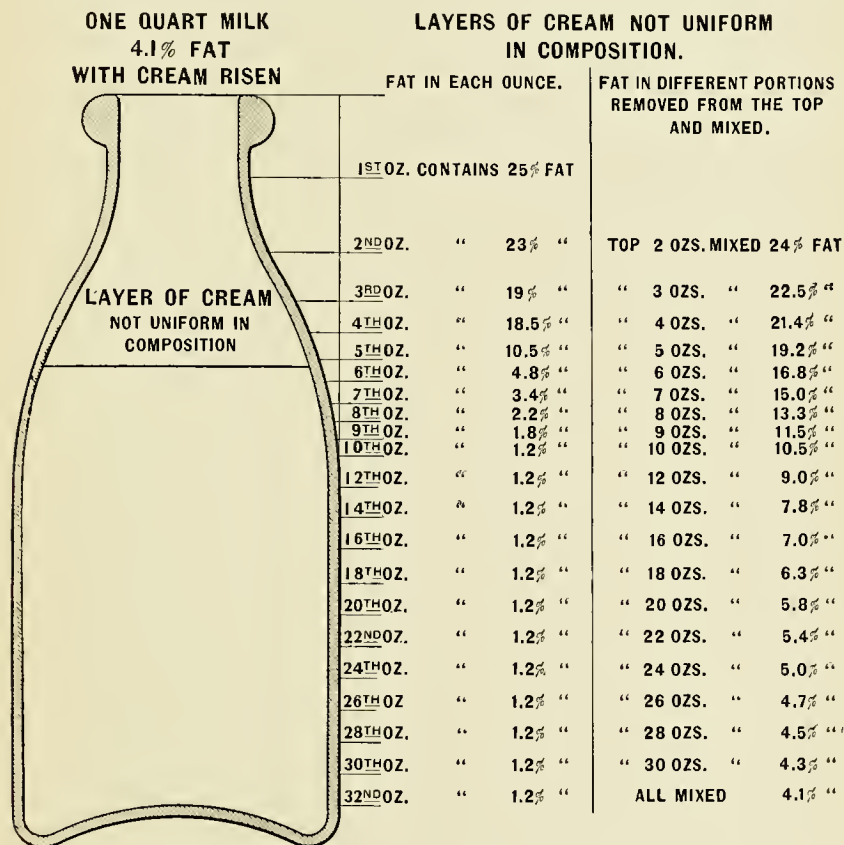 ONE QUART MILK
4.1% FAT
WITH CREAM RISEN
LAYERS OF CREAM NOT UNIFORM
IN COMPOSITION.
FAT IN EACH OUNCE.
FAT IN DIFFERENT PORTIONS
REMOVED FROM THE TOP
AND MIXED.
LAYER OF CREAM
NOT UNIFORM IN
COMPOSITION
1ST OZ. CONTAINS 25% FAT
2ND OZ. " 23% " TOP 2 OZS. MIXED 24% FAT
3RD OZ. " 19% " " 3 OZS. " 22.5% "
4TH OZ. " 18.5% " " 4 OZS. " 21.4% "
5TH OZ. " 10.5% " " 5 OZS. " 19.2% "
6TH OZ. " 4.8% " " 6 OZS. " 16.8% "
7TH OZ. " 3.4% " " 7 OZS. " 15.0% "
8TH OZ. " 2.2% " " 8 OZS. " 13.3% "
9TH OZ. " 1.8% " " 9 OZS. " 11.5% "
10TH OZ. " 1.2% " " 10 OZS. " 10.5% "
12TH OZ. " 1.2% " " 12 OZS. " 9.0% "
14TH OZ. " 1.2% " " 14 OZS. " 7.8% "
16TH OZ. " 1.2% " " 16 OZS. " 7.0% "
18TH OZ. " 1.2% " " 18 OZS. " 6.3% "
20TH OZ. " 1.2% " " 20 OZS. " 5.8% "
22ND OZ. " 1.2% " " 22 OZS. " 5.4% "
24TH OZ. " 1.2% " " 24 OZS. " 5.0% "
26TH OZ " 1.2% " " 26 OZS. " 4.7% "
28TH OZ. " 1.2% " " 28 OZS. " 4.5% "
30TH OZ. " 1.2% " " 30 OZS. " 4.3% "
32ND OZ. " 1.2% " ALL MIXED 4.1% "